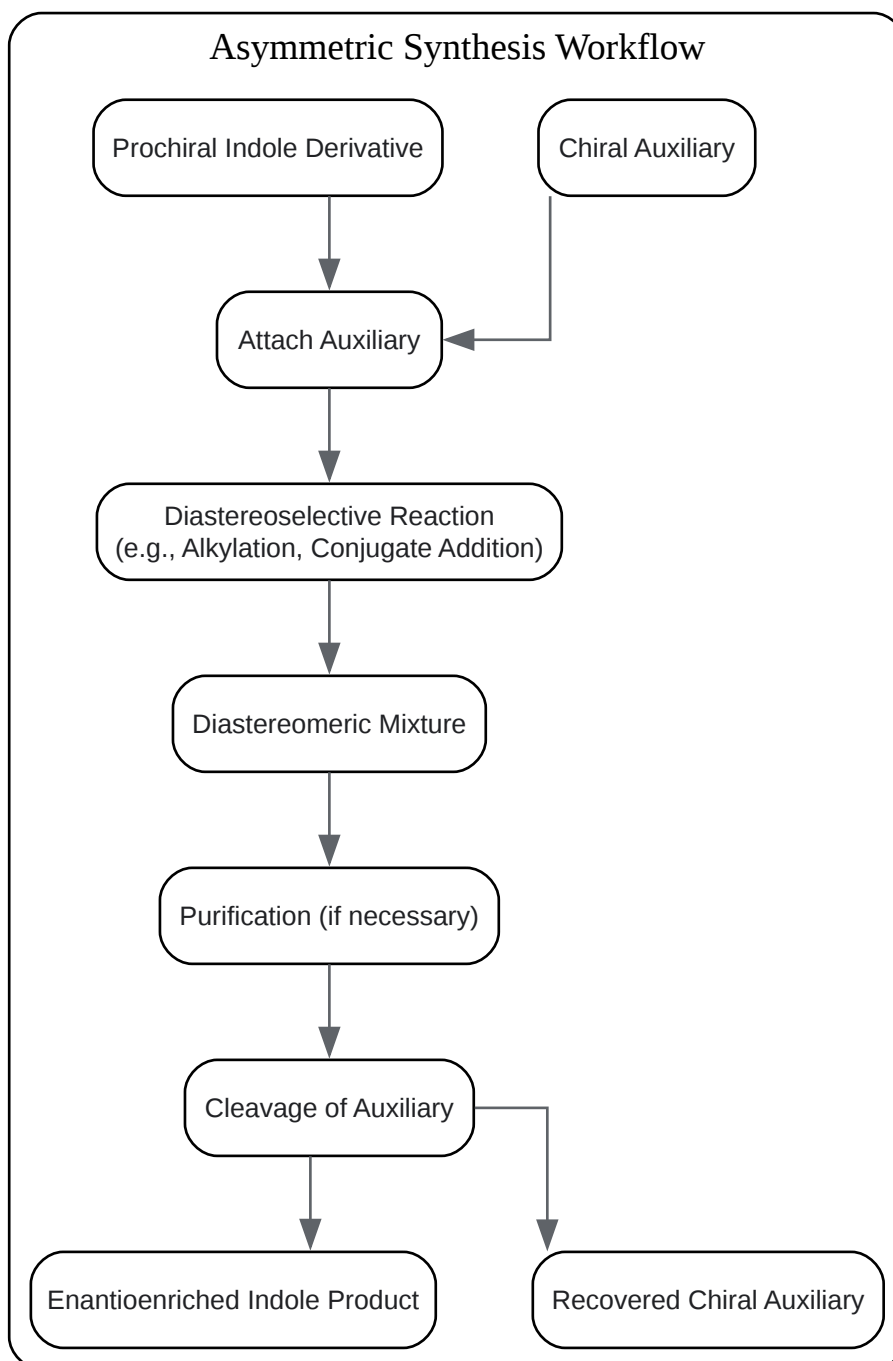 Asymmetric Synthesis Workflow
Prochiral Indole Derivative
Chiral Auxiliary
Attach Auxiliary
Diastereoselective Reaction
(e.g., Alkylation, Conjugate Addition)
Diastereomeric Mixture
Purification (if necessary)
Cleavage of Auxiliary
Enantioenriched Indole Product
Recovered Chiral Auxiliary